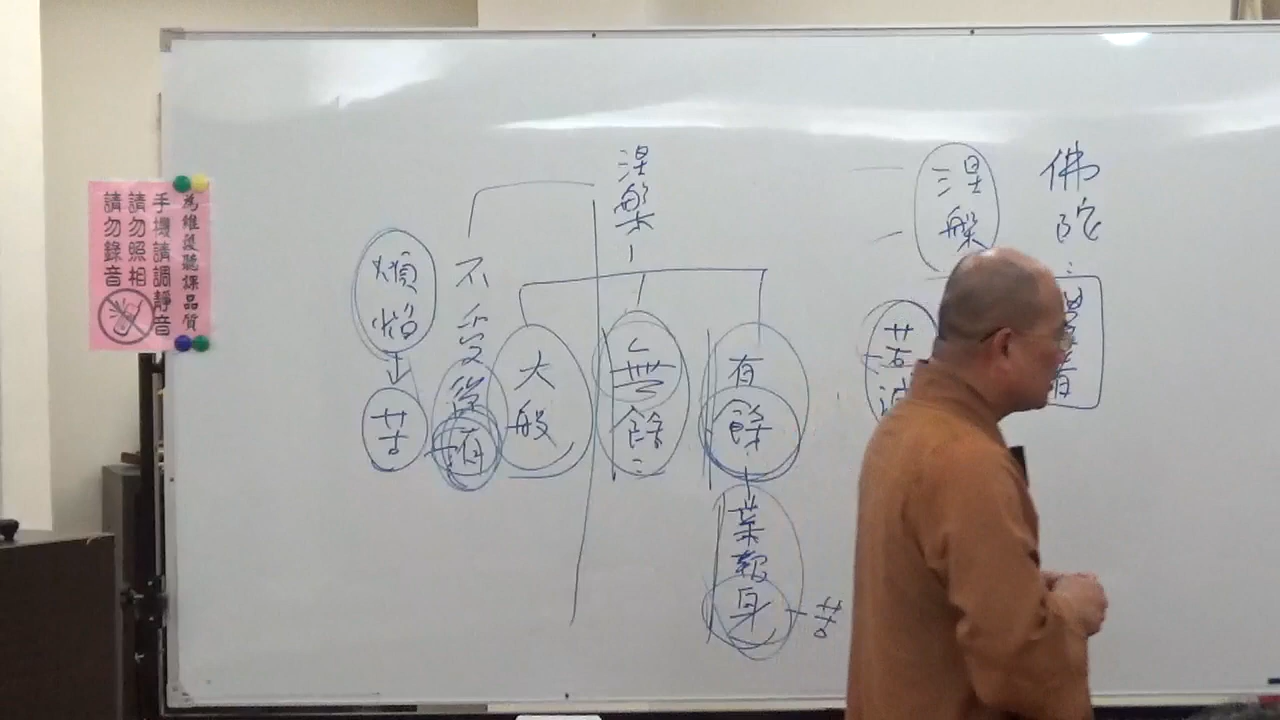 佛陀：
涅槃
苦
涅槃
有餘
業報身
苦
無餘：
大般
不受後有
煩惱
苦
為維護聽課品質
手機請調靜音
請勿照相
請勿錄音